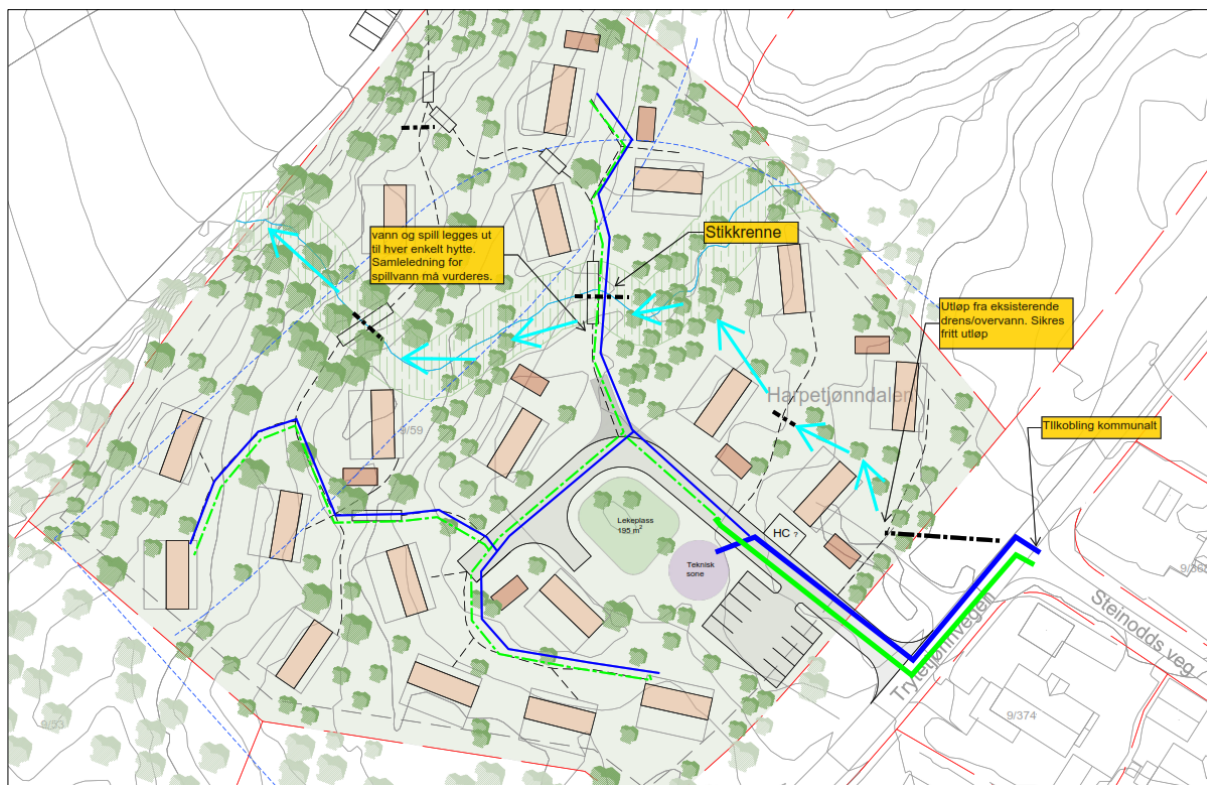 vann og spill legges ut
til hver enkelt hytte.
Samleledning for
spillvann må vurderes.
Stikkrenne
Utløp fra eksisterende
drens/overvann. Sikres
fritt utløp
Harpetjønndalen
TIlkobling kommunalt
9/59
Lekeplass
195 m²
HC ?
Teknisk
sone
Trytetjønnvegen
Steinodds veg
9/374
9/53